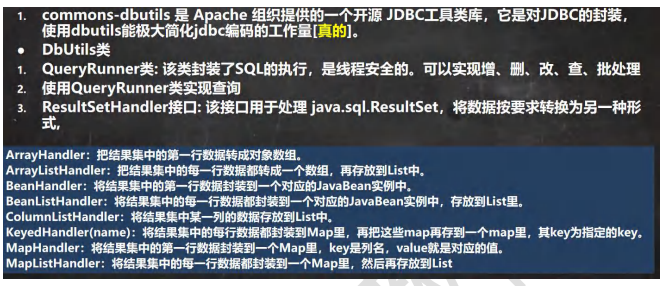 1. commons-dbutils 是 Apache 组织提供的一个开源 JDBC工具类库，它是对JDBC的封装，
使用dbutils能极大简化jdbc编码的工作量[真的]。
● DbUtils类
1. QueryRunner类: 该类封装了SQL的执行，是线程安全的。可以实现增、删、改、查、批处理
2. 使用QueryRunner类实现查询
3. ResultSetHandler接口: 该接口用于处理 java.sql.ResultSet，将数据按要求转换为另一种形
式,
ArrayHandler：把结果集中的第一行数据转成对象数组。
ArrayListHandler：把结果集中的每一行数据都转成一个数组，再存放到List中。
BeanHandler：将结果集中的第一行数据封装到一个对应的JavaBean实例中。
BeanListHandler：将结果集中的每一行数据都封装到一个对应的JavaBean实例中，存放到List里。
ColumnListHandler：将结果集中某一列的数据存放到List中。
KeyedHandler(name)：将结果集中的每行数据都封装到Map里，再把这些map再存到一个map里，其key为指定的key。
MapHandler：将结果集中的第一行数据封装到一个Map里，key是列名，value就是对应的值。
MapListHandler：将结果集中的每一行数据都封装到一个Map里，然后再存放到List